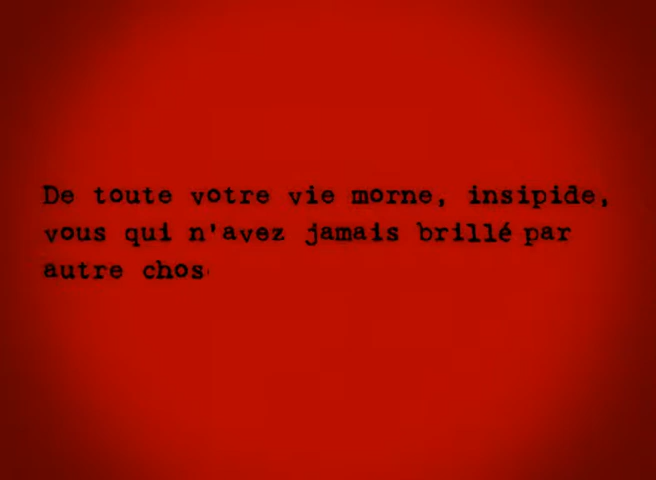 De toute votre vie morne, insipide,
vous qui n'avez jamais brillé par
autre chos